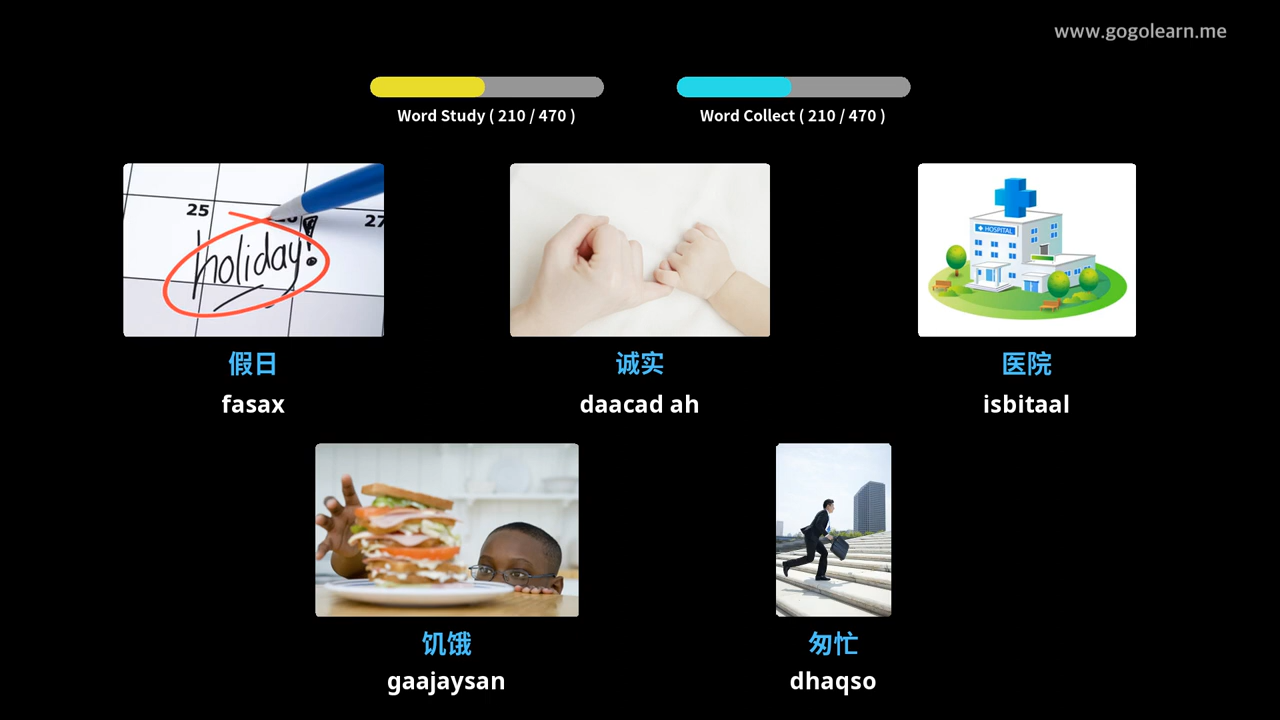 www.gogolearn.me
Word Study ( 210 / 470 )
Word Collect ( 210 / 470 )
25
27
holiday!
HOSPITAL
假日
诚实
医院
fasax
daacad ah
isbitaal
饥饿
匆忙
gaajaysan
dhaqso